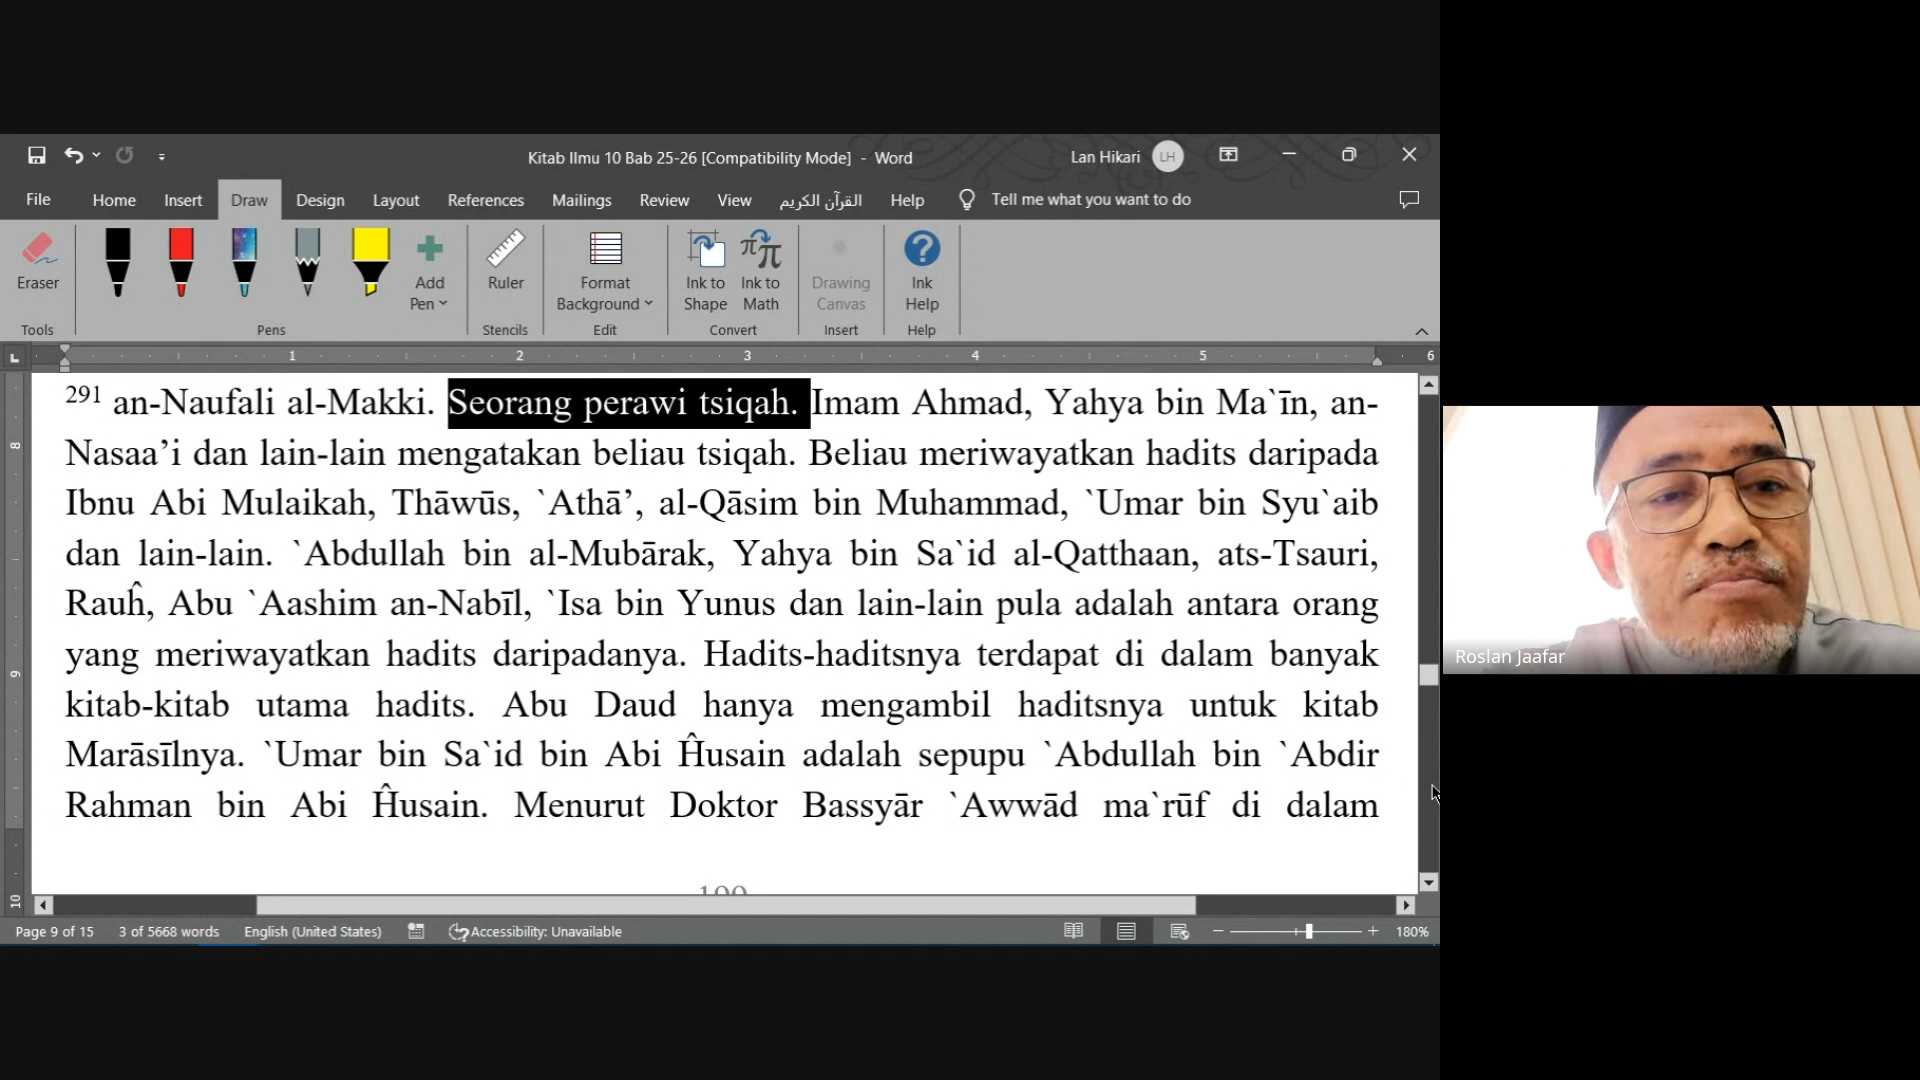 Kitab Ilmu 10 Bab 25-26 [Compatibility Mode] - Word
Lan Hikari LH
File Home Insert Draw Design Layout References Mailings Review View القرآن الكريم Help Tell me what you want to do
Eraser
Add Pen
Ruler
Format Background
Ink to Shape
Ink to Math
Drawing Canvas
Ink Help
Tools Pens Stencils Edit Convert Insert Help
1 2 3 4 5 6
8
9
10
291 an-Naufali al-Makki. Seorang perawi tsiqah. Imam Ahmad, Yahya bin Ma`īn, an-
Nasaa’i dan lain-lain mengatakan beliau tsiqah. Beliau meriwayatkan hadits daripada
Ibnu Abi Mulaikah, Thāwūs, `Athā’, al-Qāsim bin Muhammad, `Umar bin Syu`aib
dan lain-lain. `Abdullah bin al-Mubārak, Yahya bin Sa`id al-Qatthaan, ats-Tsauri,
Rauĥ, Abu `Aashim an-Nabīl, `Isa bin Yunus dan lain-lain pula adalah antara orang
yang meriwayatkan hadits daripadanya. Hadits-haditsnya terdapat di dalam banyak
kitab-kitab utama hadits. Abu Daud hanya mengambil haditsnya untuk kitab
Marāsīlnya. `Umar bin Sa`id bin Abi Ĥusain adalah sepupu `Abdullah bin `Abdir
Rahman bin Abi Ĥusain. Menurut Doktor Bassyār `Awwād ma`rūf di dalam
Page 9 of 15 3 of 5668 words English (United States) Accessibility: Unavailable 180%
Roslan Jaafar